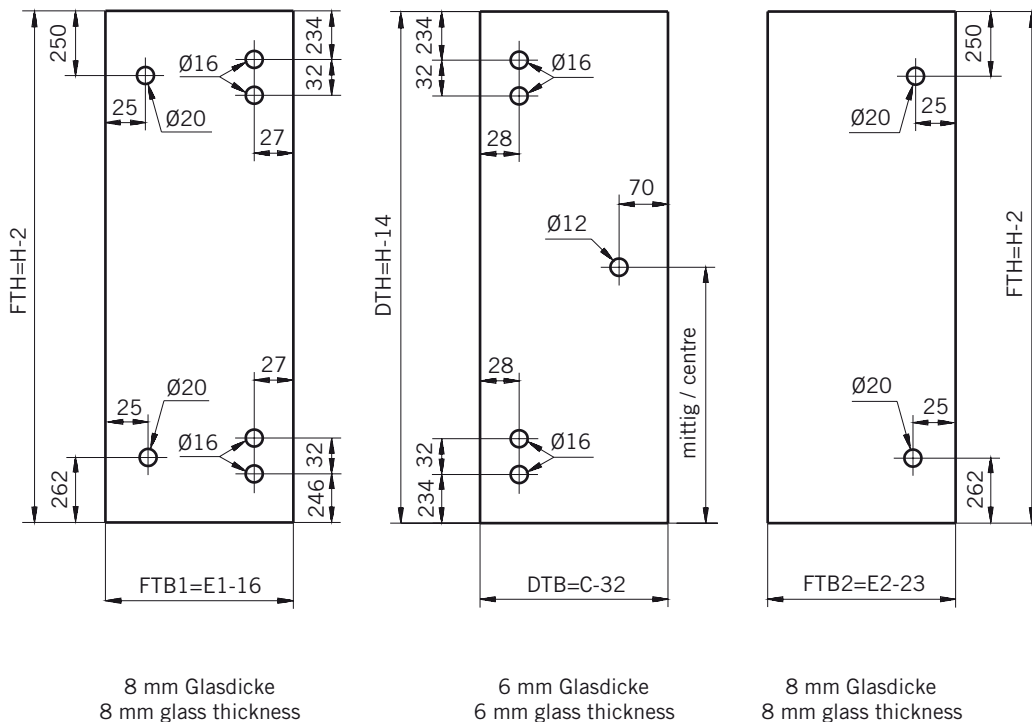 250
25
Ø20
Ø16
234
32
27
FTH=H-2
27
25
Ø20
Ø16
262
32
246
FTB1=E1-16
8 mm Glasdicke
8 mm glass thickness
234
32
Ø16
28
70
Ø12
DTH=H-14
28
mittig / centre
Ø16
32
234
DTB=C-32
6 mm Glasdicke
6 mm glass thickness
250
Ø20
25
FTH=H-2
Ø20
25
262
FTB2=E2-23
8 mm Glasdicke
8 mm glass thickness